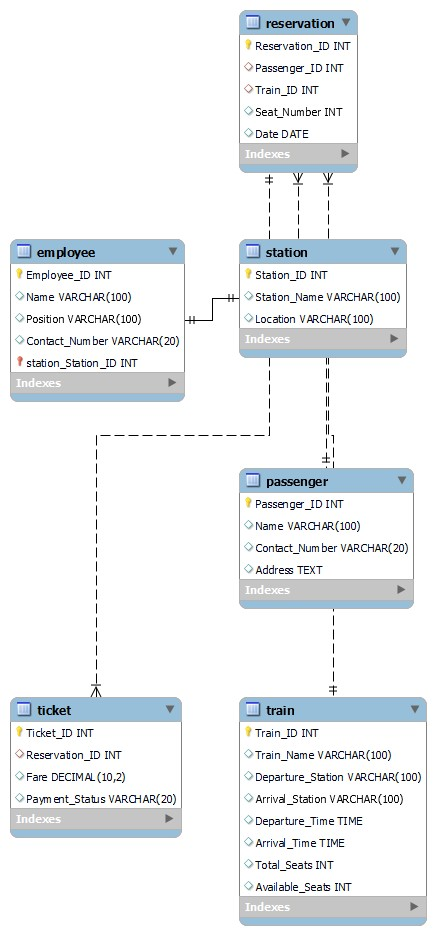 reservation
Reservation_ID INT
Passenger_ID INT
Train_ID INT
Seat_Number INT
Date DATE
Indexes
employee
Employee_ID INT
Name VARCHAR(100)
Position VARCHAR(100)
Contact_Number VARCHAR(20)
station_Station_ID INT
Indexes
station
Station_ID INT
Station_Name VARCHAR(100)
Location VARCHAR(100)
Indexes
passenger
Passenger_ID INT
Name VARCHAR(100)
Contact_Number VARCHAR(20)
Address TEXT
Indexes
ticket
Ticket_ID INT
Reservation_ID INT
Fare DECIMAL(10,2)
Payment_Status VARCHAR(20)
Indexes
train
Train_ID INT
Train_Name VARCHAR(100)
Departure_Station VARCHAR(100)
Arrival_Station VARCHAR(100)
Departure_Time TIME
Arrival_Time TIME
Total_Seats INT
Available_Seats INT
Indexes